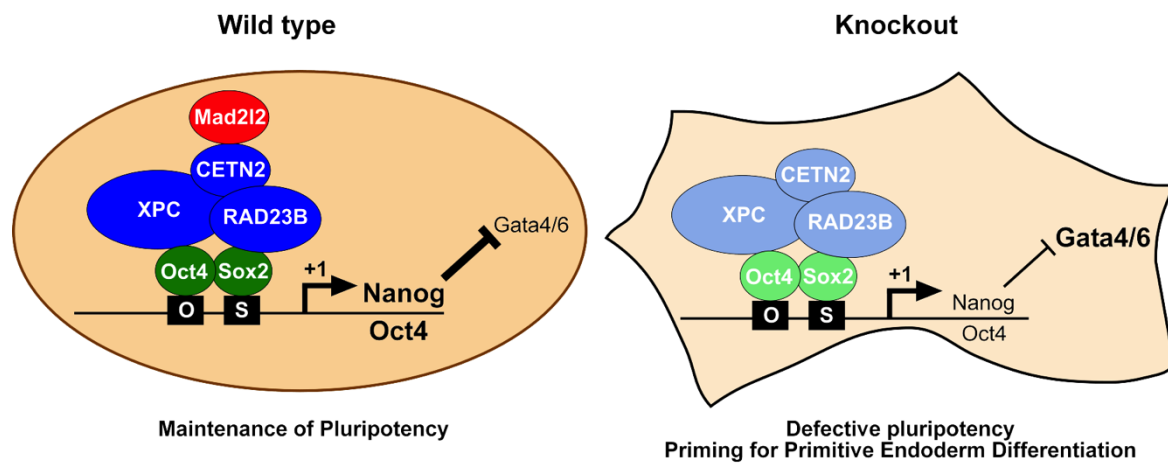 Wild type
Mad2l2
CETN2
XPC
RAD23B
Oct4
Sox2
O
S
+1
Nanog
Oct4
Gata4/6
Maintenance of Pluripotency
Knockout
CETN2
XPC
RAD23B
Oct4
Sox2
O
S
+1
Nanog
Oct4
Gata4/6
Defective pluripotency
Priming for Primitive Endoderm Differentiation